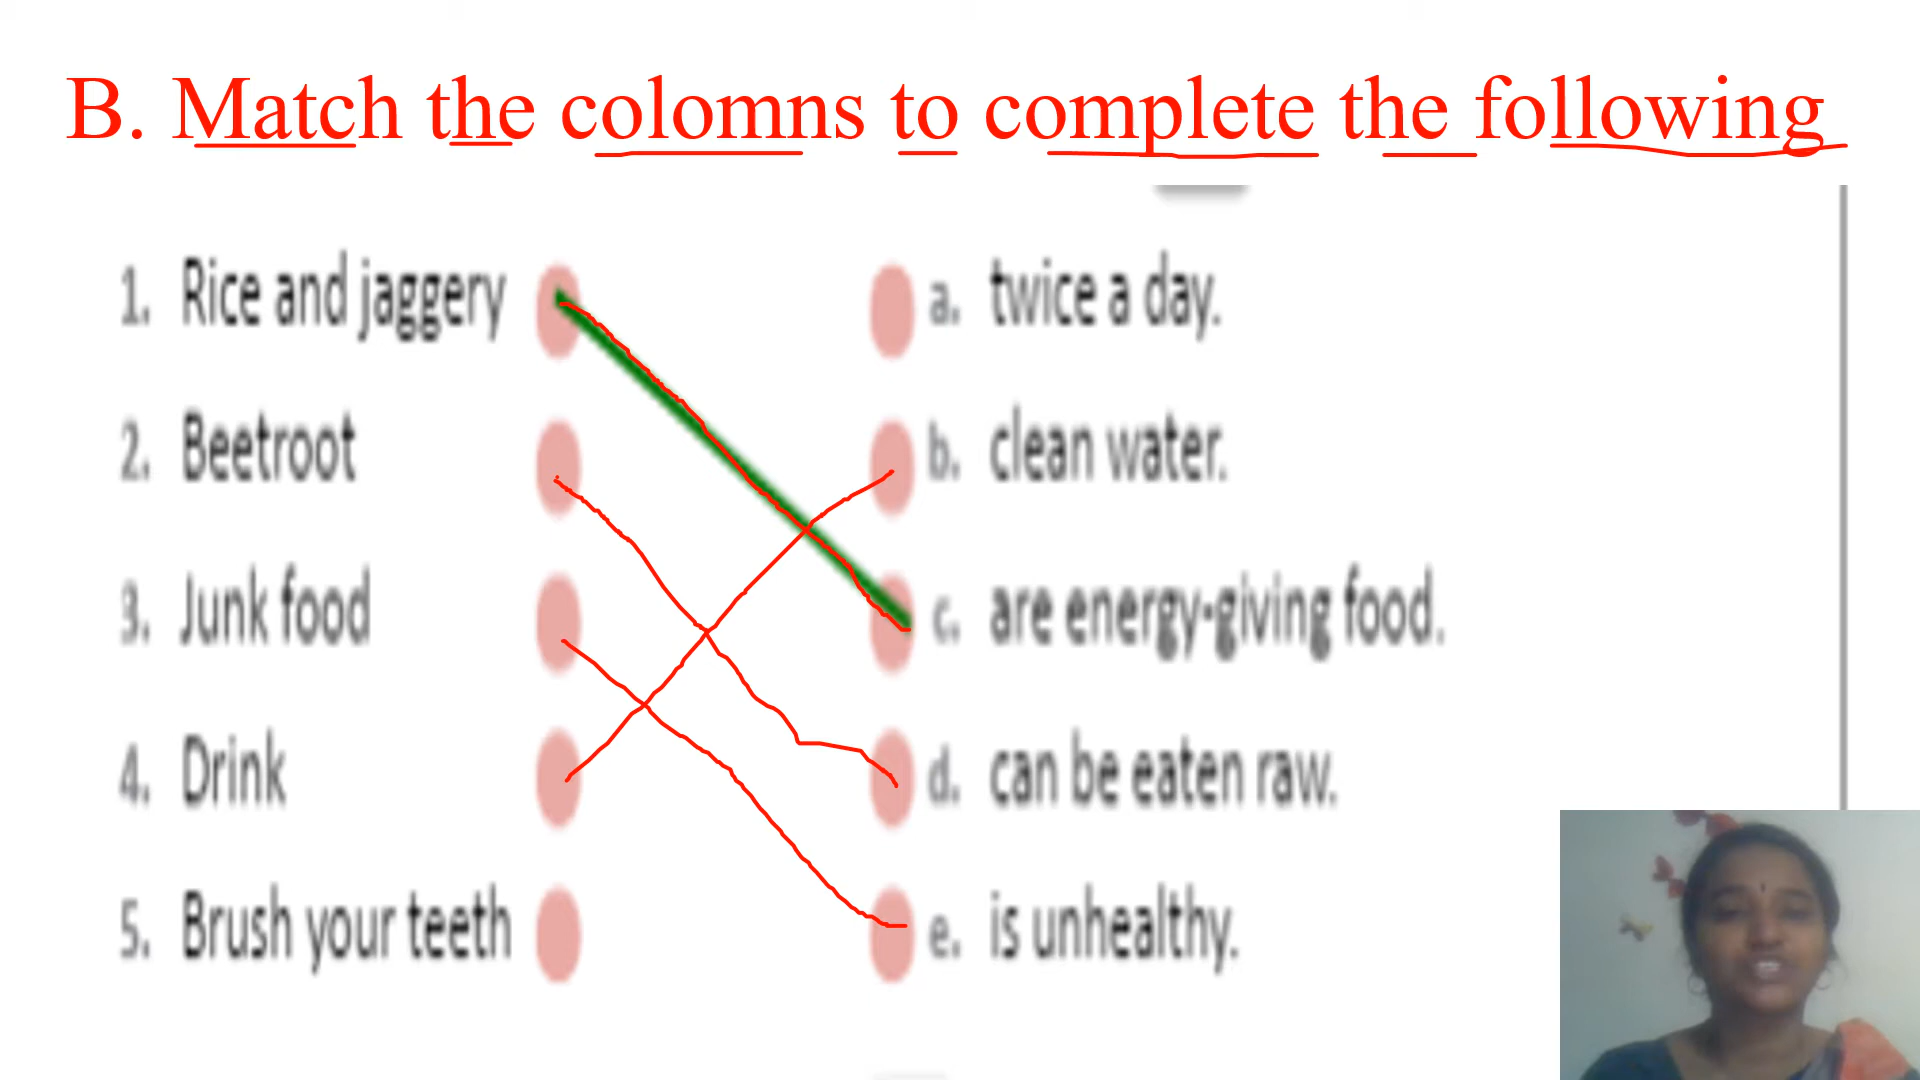 B. Match the colomns to complete the following
1. Rice and jaggery a. twice a day.
2. Beetroot b. clean water.
3. Junk food c. are energy-giving food.
4. Drink d. can be eaten raw.
5. Brush your teeth e. is unhealthy.